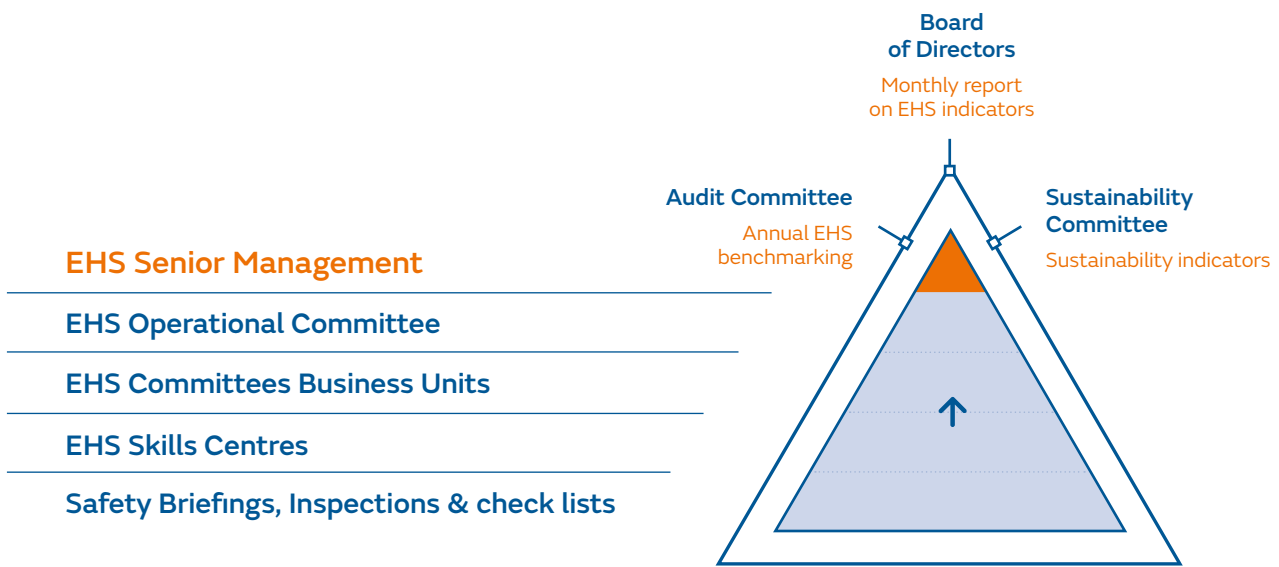 Board
of Directors
Monthly report
on EHS indicators
Audit Committee
Annual EHS
benchmarking
Sustainability
Committee
Sustainability indicators
EHS Senior Management
EHS Operational Committee
EHS Committees Business Units
EHS Skills Centres
Safety Briefings, Inspections & check lists